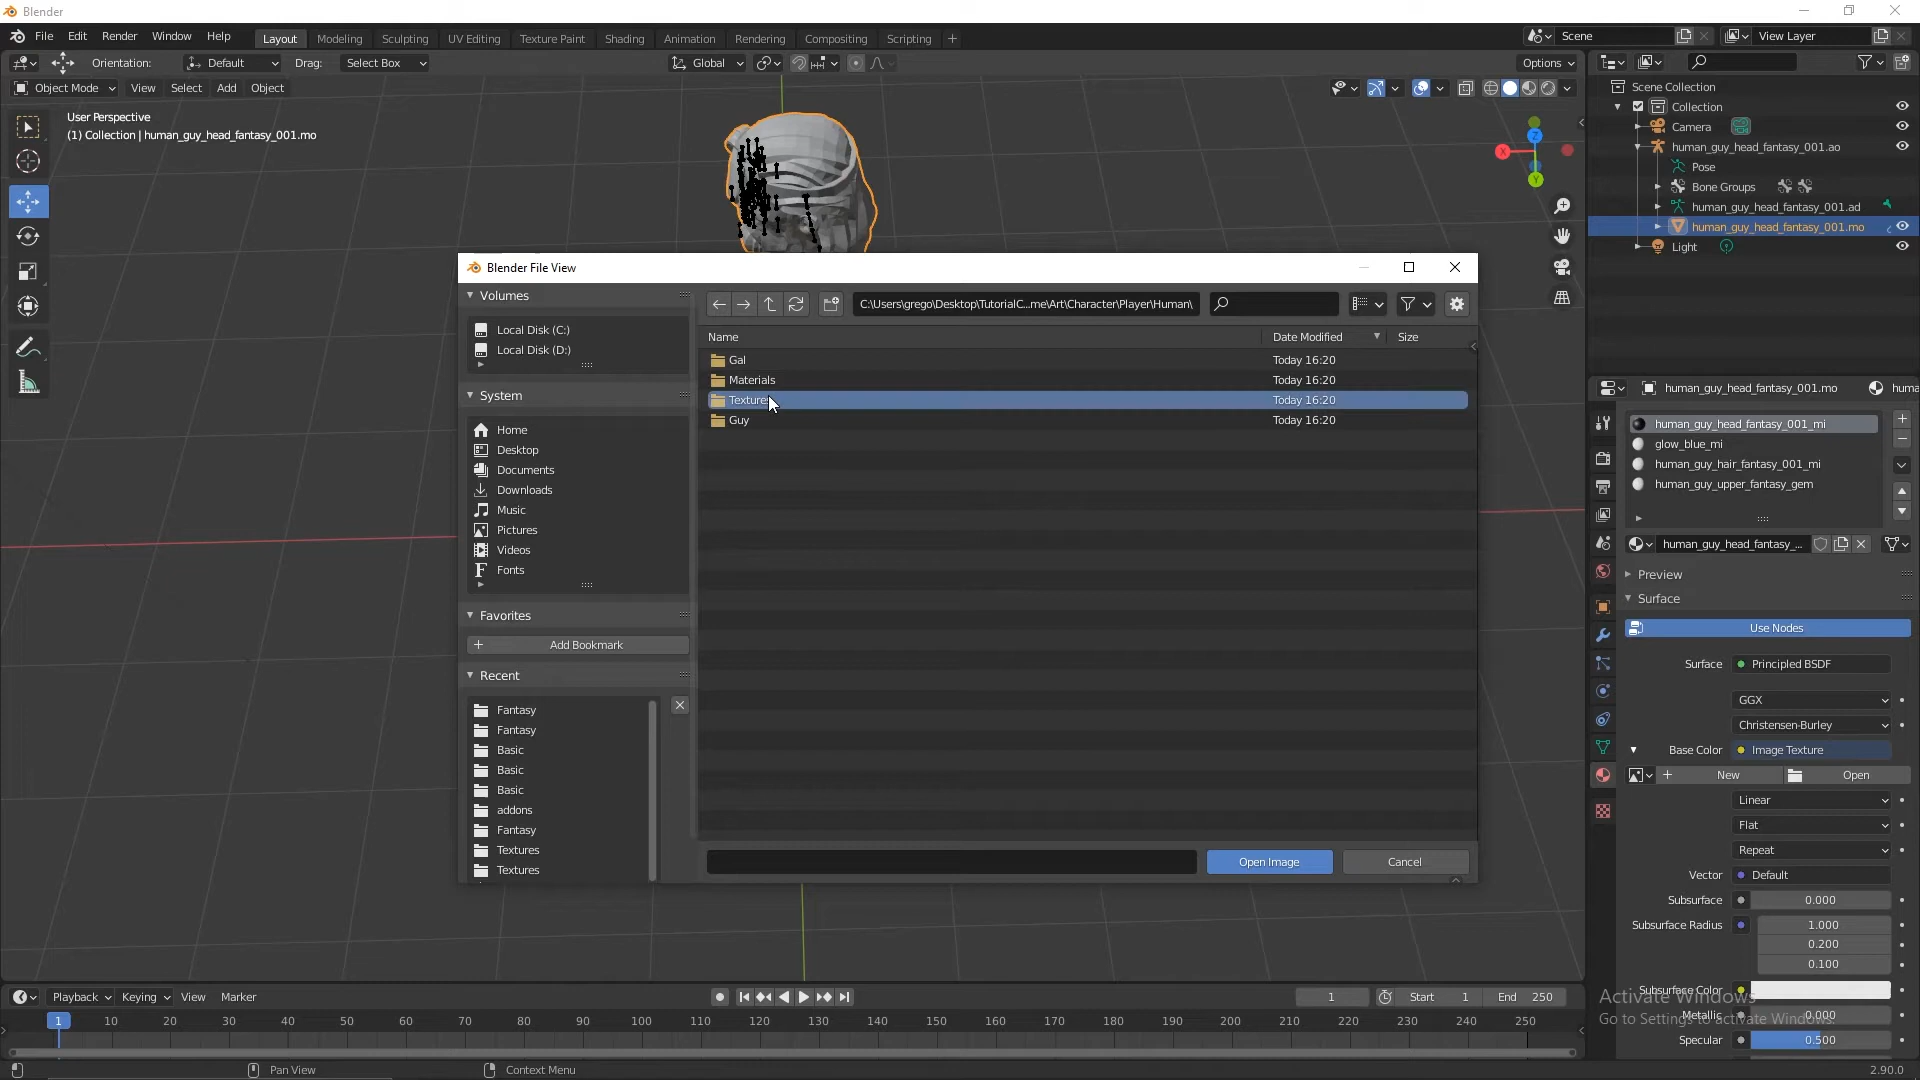 Blender
File Edit Render Window Help Layout Modeling Sculpting UV Editing Texture Paint Shading Animation Rendering Compositing Scripting + Scene View Layer
Orientation: Default Drag: Select Box Global Options
Object Mode View Select Add Object
User Perspective
(1) Collection | human_guy_head_fantasy_001.mo
Scene Collection
Collection
Camera
human_guy_head_fantasy_001.ao
Pose
Bone Groups
human_guy_head_fantasy_001.ad
human_guy_head_fantasy_001.mo
Light
X
Z
Y
Blender File View
Volumes
Local Disk (C:)
Local Disk (D:)
System
Home
Desktop
Documents
Downloads
Music
Pictures
Videos
Fonts
Favorites
Add Bookmark
Recent
Fantasy
Fantasy
Basic
Basic
Basic
addons
Fantasy
Textures
Textures
C:\Users\grego\Desktop\TutorialC...me\Art\Character\Player\Human\
Name Date Modified Size
Gal Today 16:20
Materials Today 16:20
Textures Today 16:20
Guy Today 16:20
Open Image Cancel
human_guy_head_fantasy_001.mo huma
human_guy_head_fantasy_001_mi
glow_blue_mi
human_guy_hair_fantasy_001_mi
human_guy_upper_fantasy_gem
human_guy_head_fantasy_...
Preview
Surface
Use Nodes
Surface Principled BSDF
GGX
Christensen-Burley
Base Color Image Texture
New Open
Linear
Flat
Repeat
Vector Default
Subsurface 0.000
Subsurface Radius 1.000
0.200
0.100
Subsurface Color
Metallic 0.000
Specular 0.500
Activate Windows
Go to Settings to activate Windows.
Playback Keying View Marker 1 Start 1 End 250
1 10 20 30 40 50 60 70 80 90 100 110 120 130 140 150 160 170 180 190 200 210 220 230 240 250
Pan View Context Menu 2.90.0